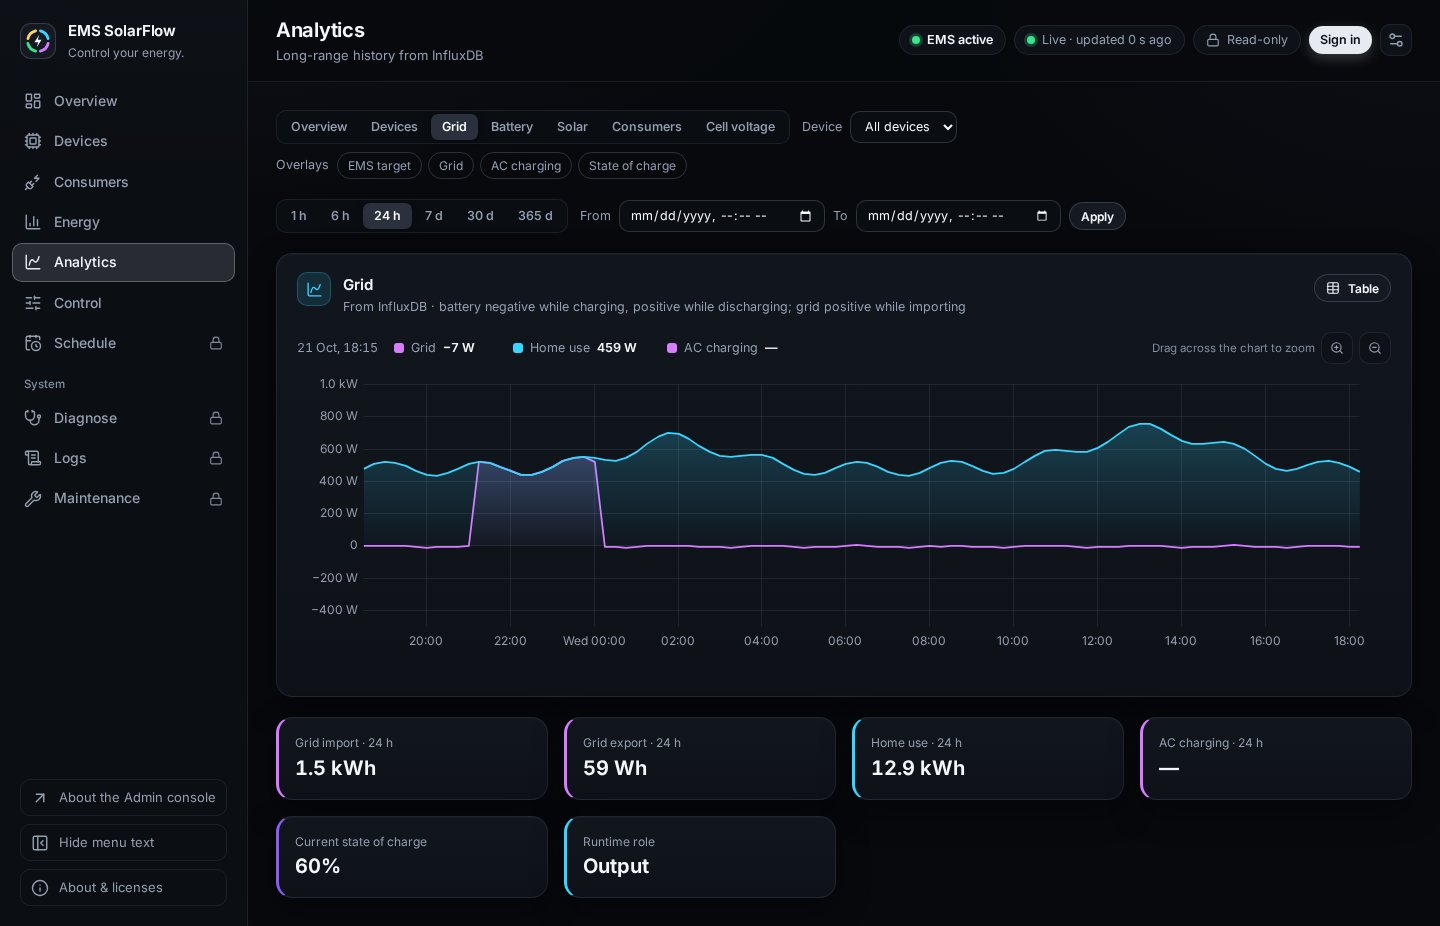 EMS SolarFlow
Control your energy.
Overview
Devices
Consumers
Energy
Analytics
Control
Schedule
System
Diagnose
Logs
Maintenance
About the Admin console
Hide menu text
About & licenses
Analytics
Long-range history from InfluxDB
EMS active
Live · updated 0 s ago
Read-only
Sign in
Overview Devices Grid Battery Solar Consumers Cell voltage Device All devices
Overlays EMS target Grid AC charging State of charge
1 h 6 h 24 h 7 d 30 d 365 d From mm/dd/yyyy, --:-- -- To mm/dd/yyyy, --:-- -- Apply
Grid
From InfluxDB · battery negative while charging, positive while discharging; grid positive while importing
Table
21 Oct, 18:15 Grid −7 W Home use 459 W AC charging —
Drag across the chart to zoom
1.0 kW
800 W
600 W
400 W
200 W
0
−200 W
−400 W
20:00 22:00 Wed 00:00 02:00 04:00 06:00 08:00 10:00 12:00 14:00 16:00 18:00
Grid import · 24 h
1.5 kWh
Grid export · 24 h
59 Wh
Home use · 24 h
12.9 kWh
AC charging · 24 h
—
Current state of charge
60%
Runtime role
Output